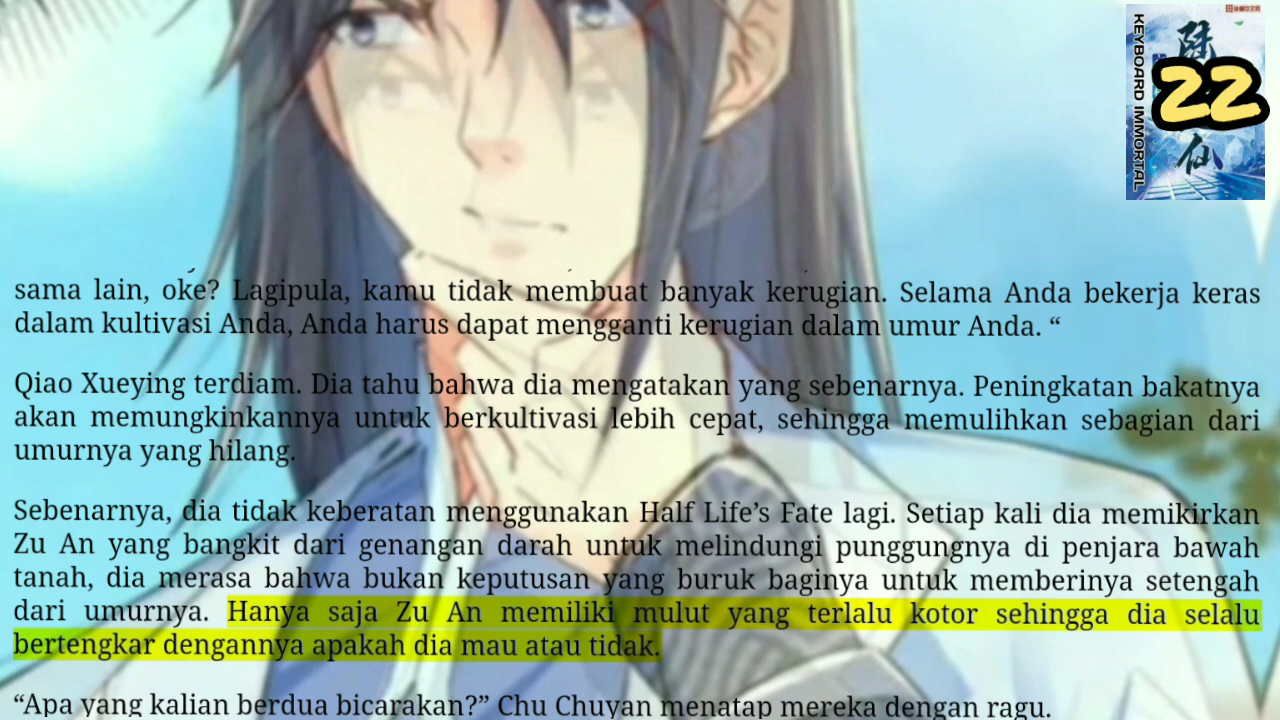 KEYBOARD IMMORTAL
22
仙
sama lain, oke? Lagipula, kamu tidak membuat banyak kerugian. Selama Anda bekerja keras
dalam kultivasi Anda, Anda harus dapat mengganti kerugian dalam umur Anda. “
Qiao Xueying terdiam. Dia tahu bahwa dia mengatakan yang sebenarnya. Peningkatan bakatnya
akan memungkinkannya untuk berkultivasi lebih cepat, sehingga memulihkan sebagian dari
umurnya yang hilang.
Sebenarnya, dia tidak keberatan menggunakan Half Life’s Fate lagi. Setiap kali dia memikirkan
Zu An yang bangkit dari genangan darah untuk melindungi punggungnya di penjara bawah
tanah, dia merasa bahwa bukan keputusan yang buruk baginya untuk memberinya setengah
dari umurnya. Hanya saja Zu An memiliki mulut yang terlalu kotor sehingga dia selalu
bertengkar dengannya apakah dia mau atau tidak.
“Apa yang kalian berdua bicarakan?” Chu Chuyan menatap mereka dengan ragu.